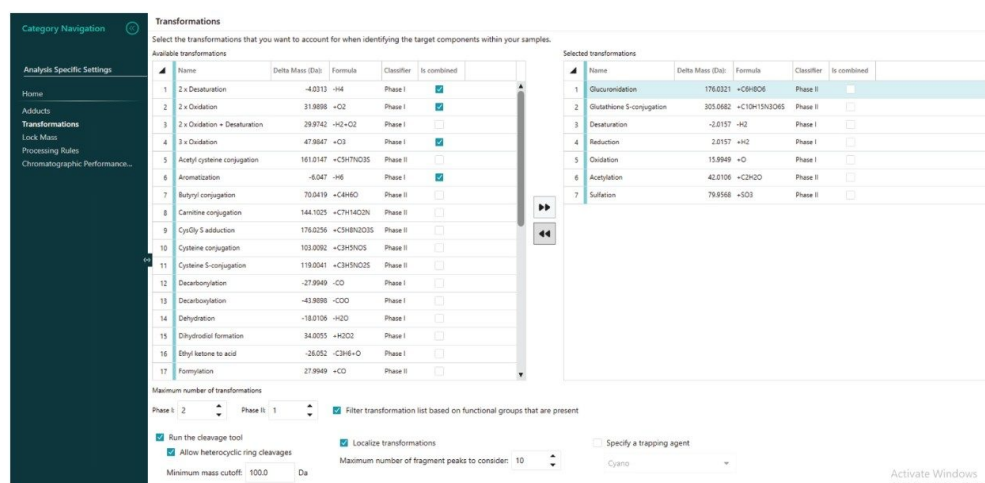 Category Navigation
Analysis Specific Settings
Home
Adducts
Transformations
Lock Mass
Processing Rules
Chromatographic Performance...
Transformations
Select the transformations that you want to account for when identifying the target components within your samples.
Available transformations
Name Delta Mass (Da): Formula Classifier Is combined
1 2 x Desaturation -4.0313 -H4 Phase I
2 2 x Oxidation 31.9898 +O2 Phase I
3 2 x Oxidation + Desaturation 29.9742 -H2+O2 Phase I
4 3 x Oxidation 47.9847 +O3 Phase I
5 Acetyl cysteine conjugation 161.0147 +C5H7NO3S Phase II
6 Aromatization -6.047 -H6 Phase I
7 Butyryl conjugation 70.0419 +C4H6O Phase II
8 Carnitine conjugation 144.1025 +C7H14O2N Phase II
9 CysGly S adduction 176.0256 +C5H8N2O3S Phase II
10 Cysteine conjugation 103.0092 +C3H5NOS Phase II
11 Cysteine S-conjugation 119.0041 +C3H5NO2S Phase II
12 Decarbonylation -27.9949 -CO Phase I
13 Decarboxylation -43.9898 -COO Phase I
14 Dehydration -18.0106 -H2O Phase I
15 Dihydrodiol formation 34.0055 +H2O2 Phase I
16 Ethyl ketone to acid -26.052 -C3H6+O Phase I
17 Formylation 27.9949 +CO Phase II
Selected transformations
Name Delta Mass (Da): Formula Classifier Is combined
1 Glucuronidation 176.0321 +C6H8O6 Phase II
2 Glutathione S-conjugation 305.0682 +C10H15N3O6S Phase II
3 Desaturation -2.0157 -H2 Phase I
4 Reduction 2.0157 +H2 Phase I
5 Oxidation 15.9949 +O Phase I
6 Acetylation 42.0106 +C2H2O Phase II
7 Sulfation 79.9568 +SO3 Phase II
Maximum number of transformations
Phase I: 2 Phase II: 1 Filter transformation list based on functional groups that are present
Run the cleavage tool
Allow heterocyclic ring cleavages
Minimum mass cutoff: 100.0 Da
Localize transformations
Maximum number of fragment peaks to consider: 10
Specify a trapping agent
Cyano
Activate Windows